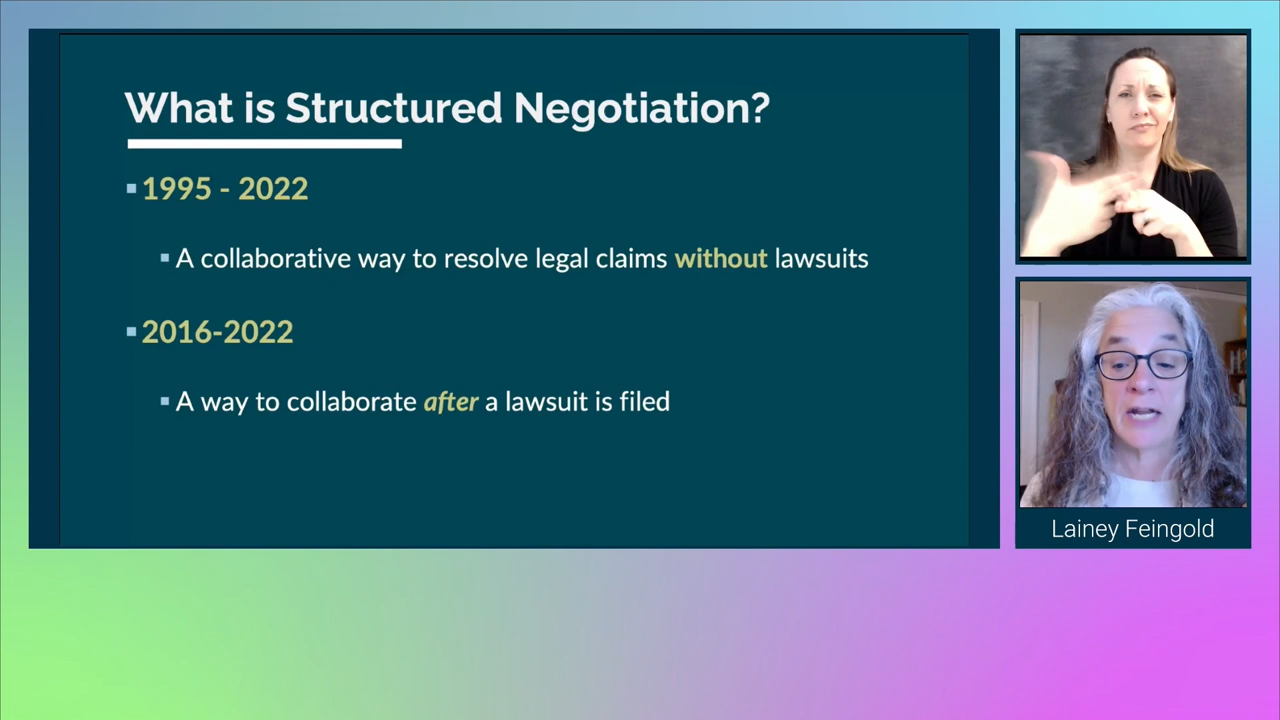 What is Structured Negotiation?
1995 - 2022
A collaborative way to resolve legal claims without lawsuits
2016-2022
A way to collaborate after a lawsuit is filed
Lainey Feingold